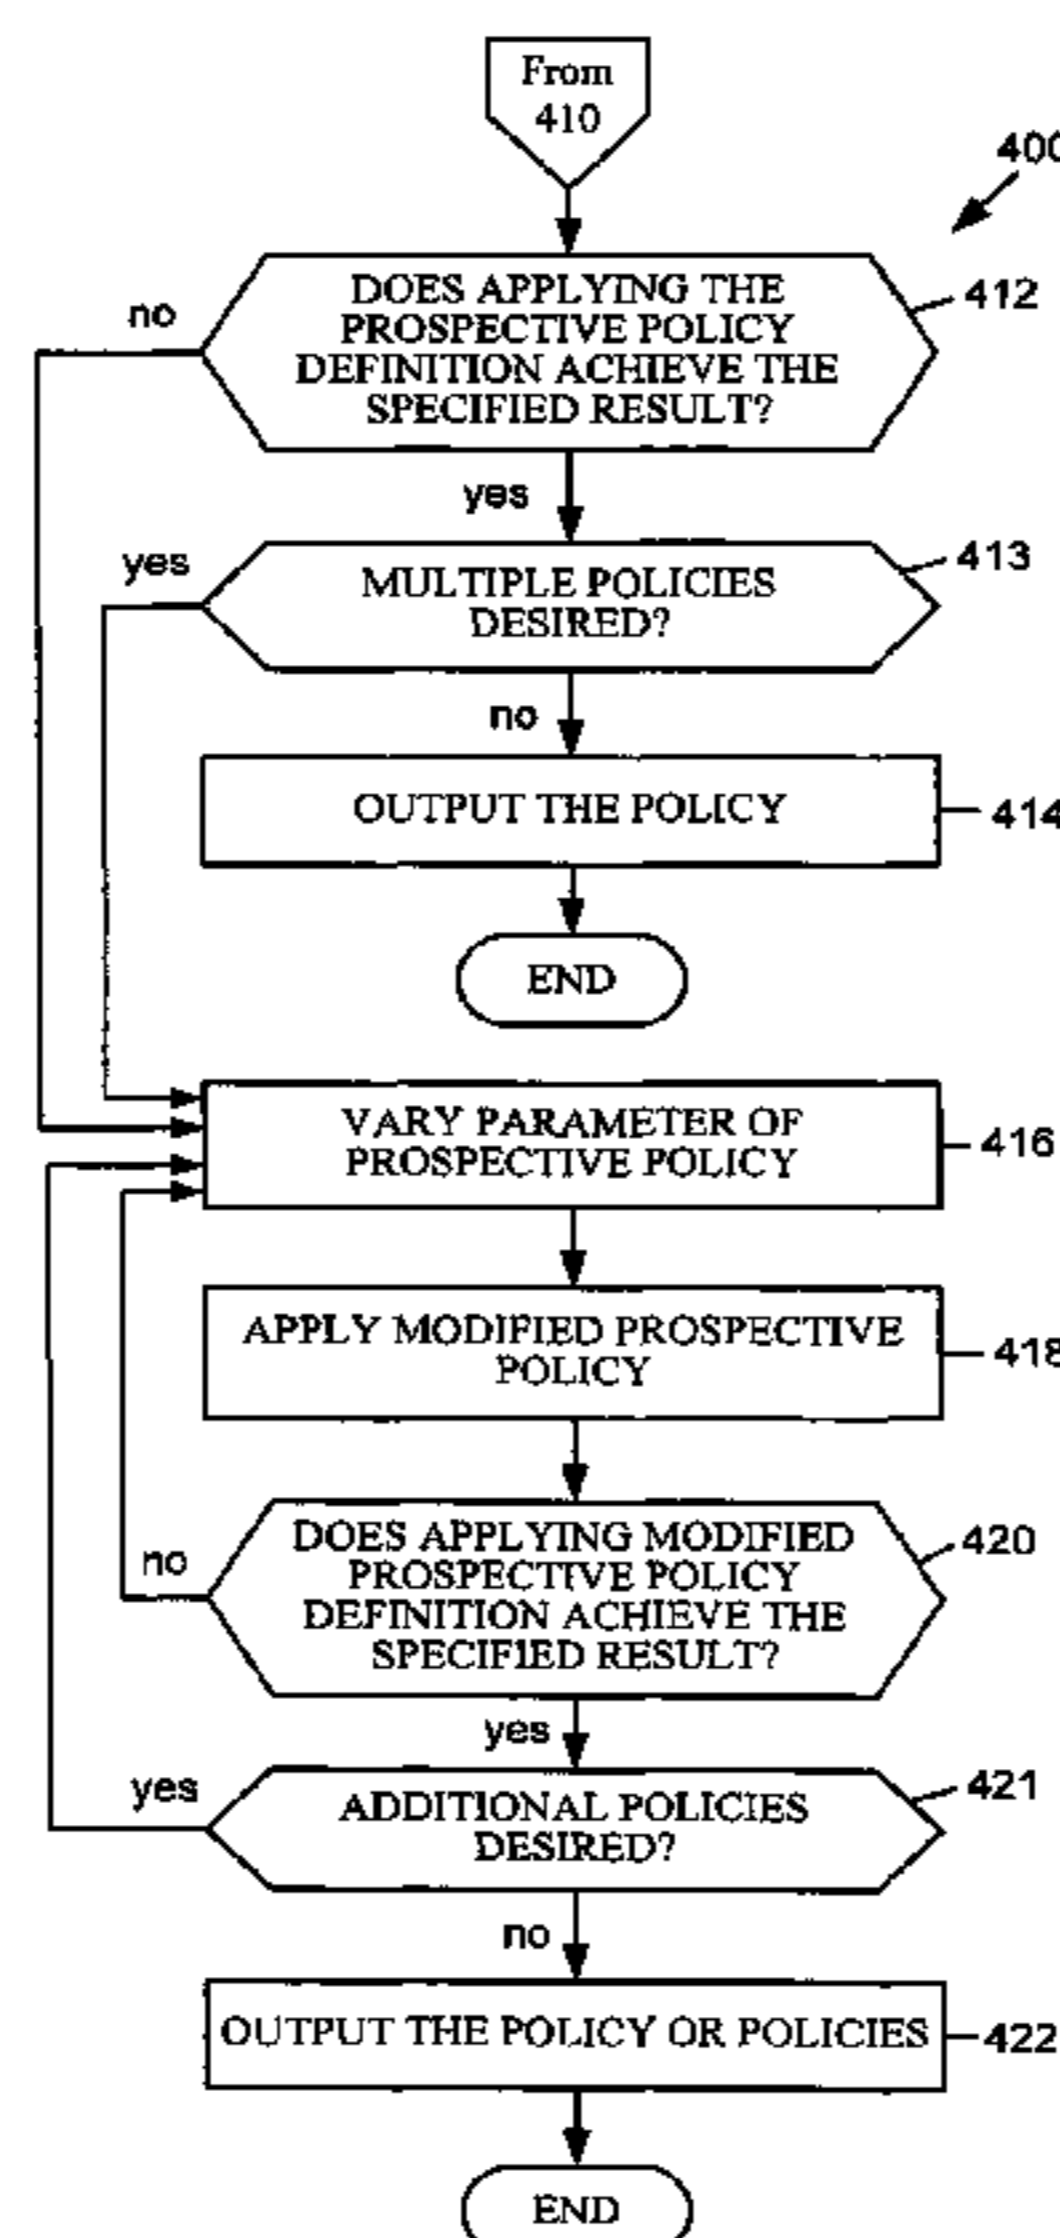 From
410
400
DOES APPLYING THE
PROSPECTIVE POLICY
DEFINITION ACHIEVE THE
SPECIFIED RESULT?
412
no
yes
MULTIPLE POLICIES
DESIRED?
413
yes
no
OUTPUT THE POLICY
414
END
VARY PARAMETER OF
PROSPECTIVE POLICY
416
APPLY MODIFIED PROSPECTIVE
POLICY
418
DOES APPLYING MODIFIED
PROSPECTIVE POLICY
DEFINITION ACHIEVE THE
SPECIFIED RESULT?
420
no
yes
ADDITIONAL POLICIES
DESIRED?
421
yes
no
OUTPUT THE POLICY OR POLICIES
422
END